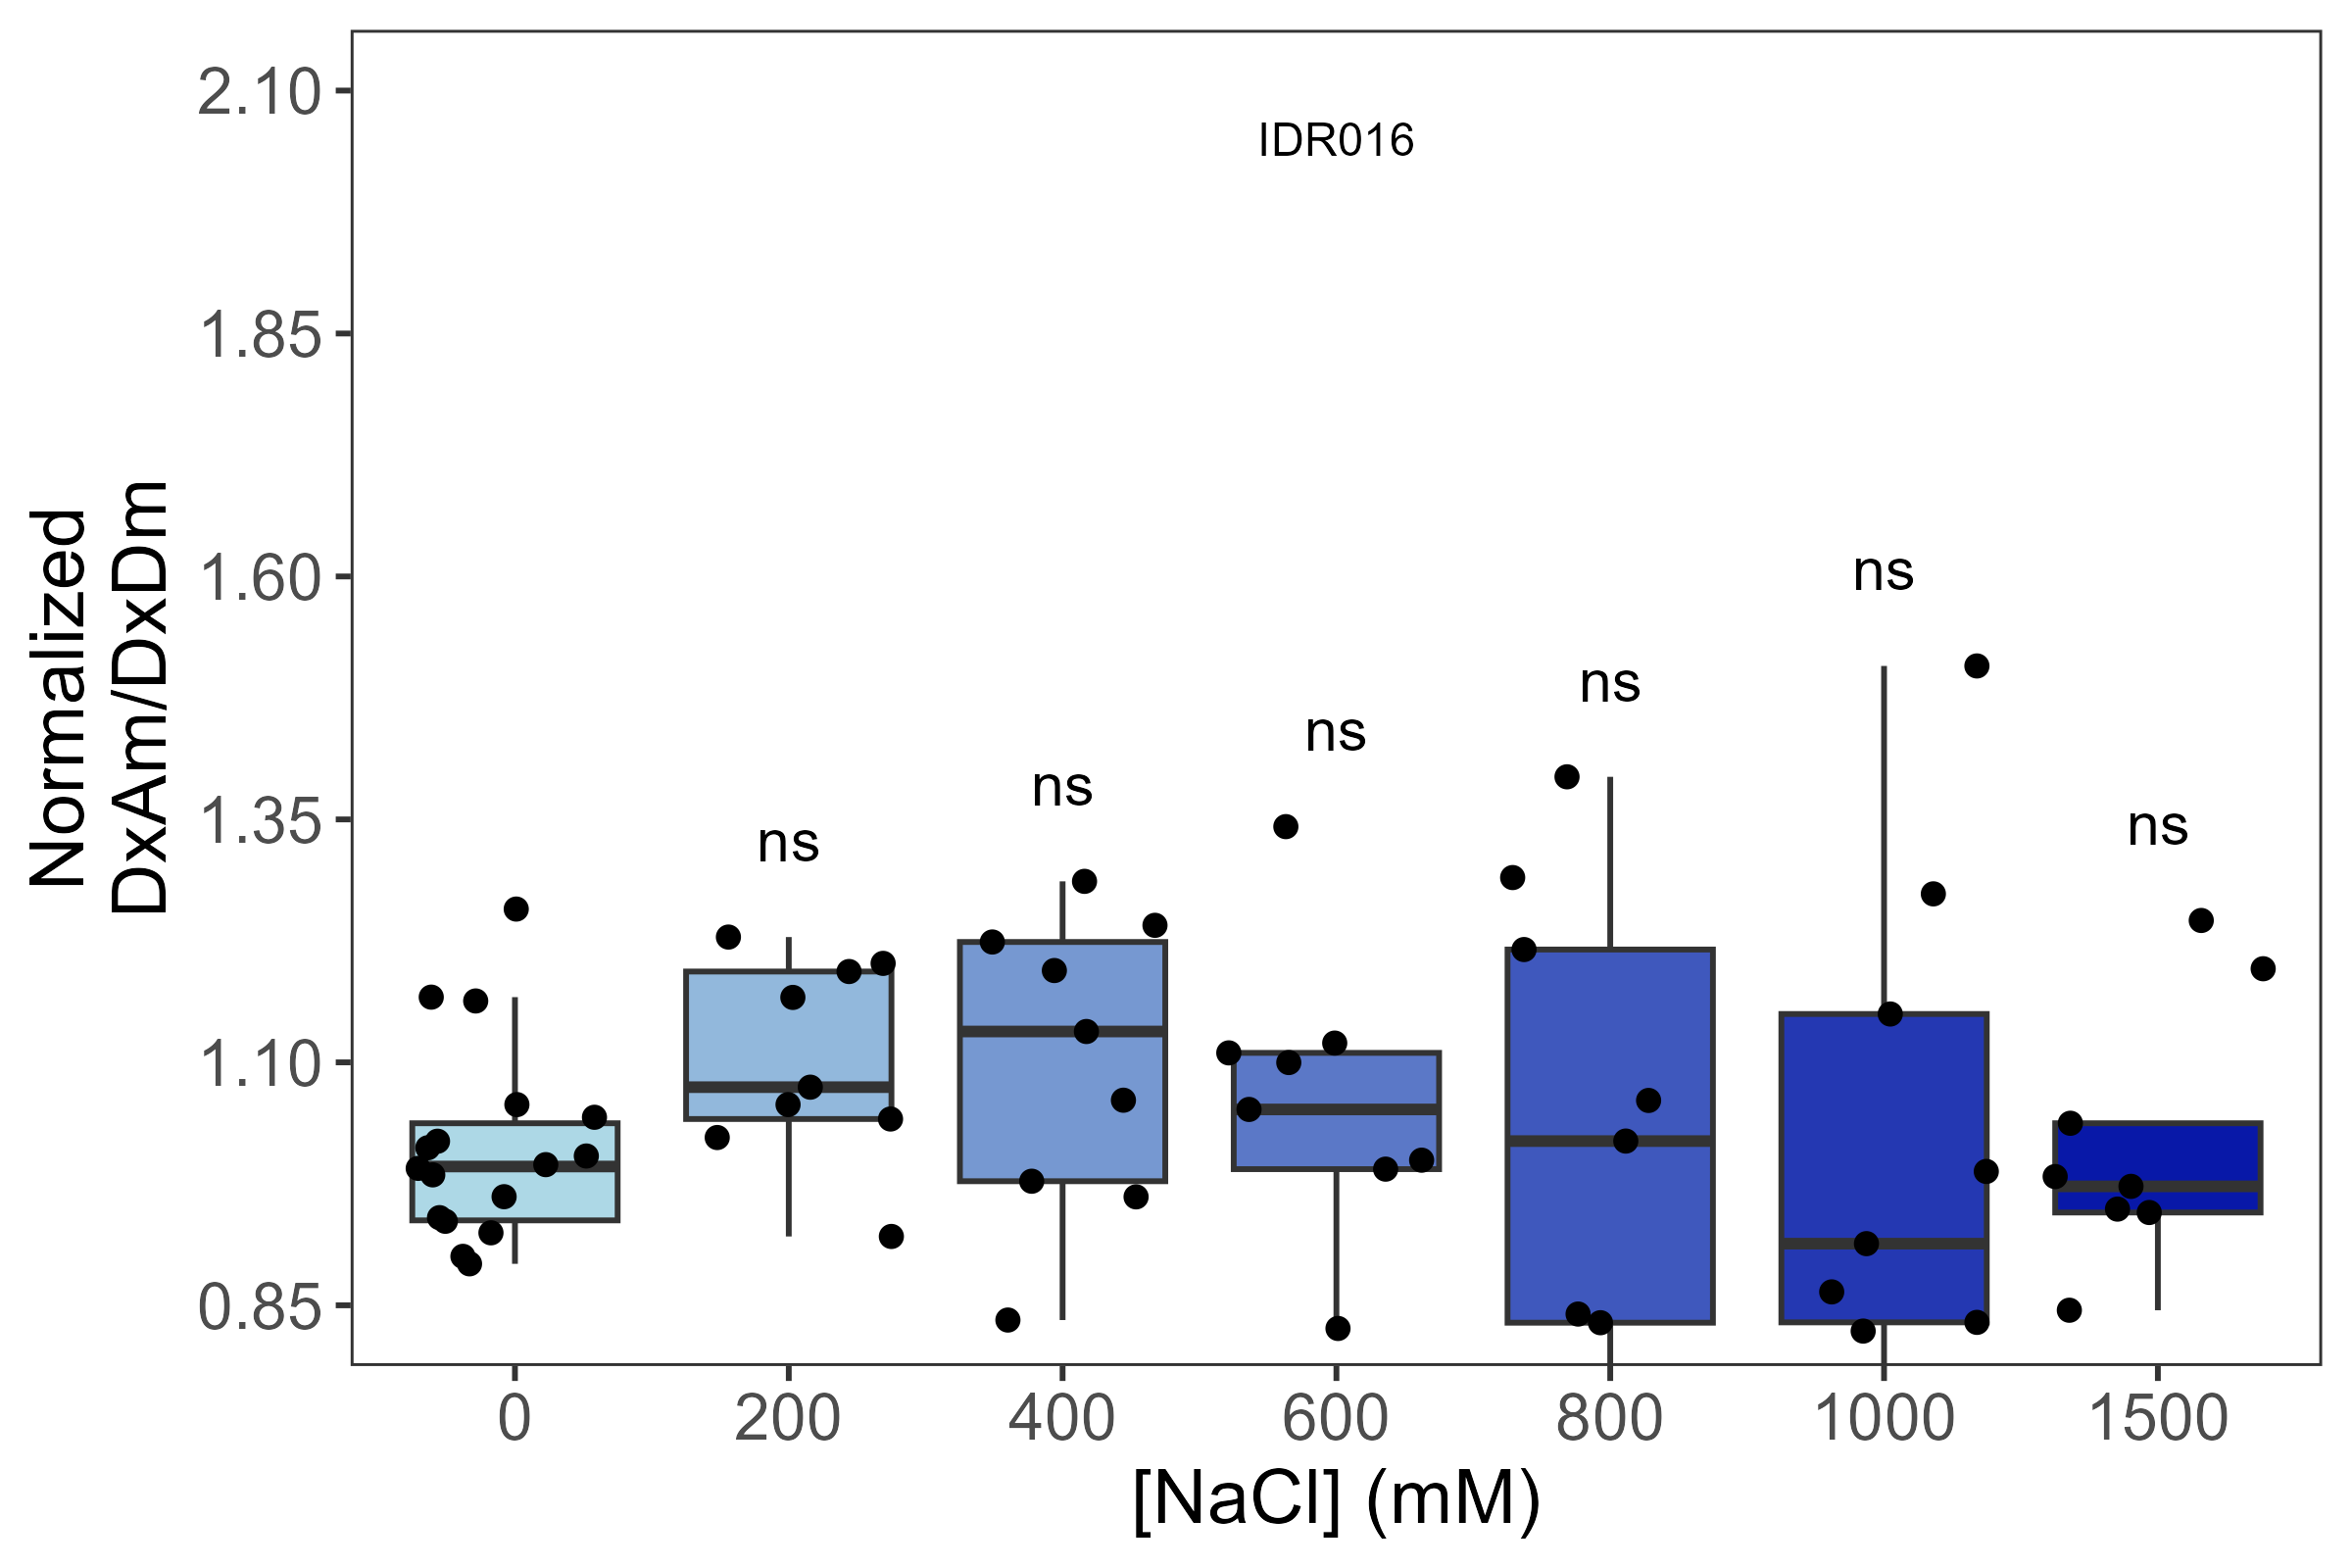 IDR016
2.10
1.85
1.60
1.35
1.10
0.85
Normalized
DxAm/DxDm
ns
ns
ns
ns
ns
ns
0
200
400
600
800
1000
1500
[NaCl] (mM)